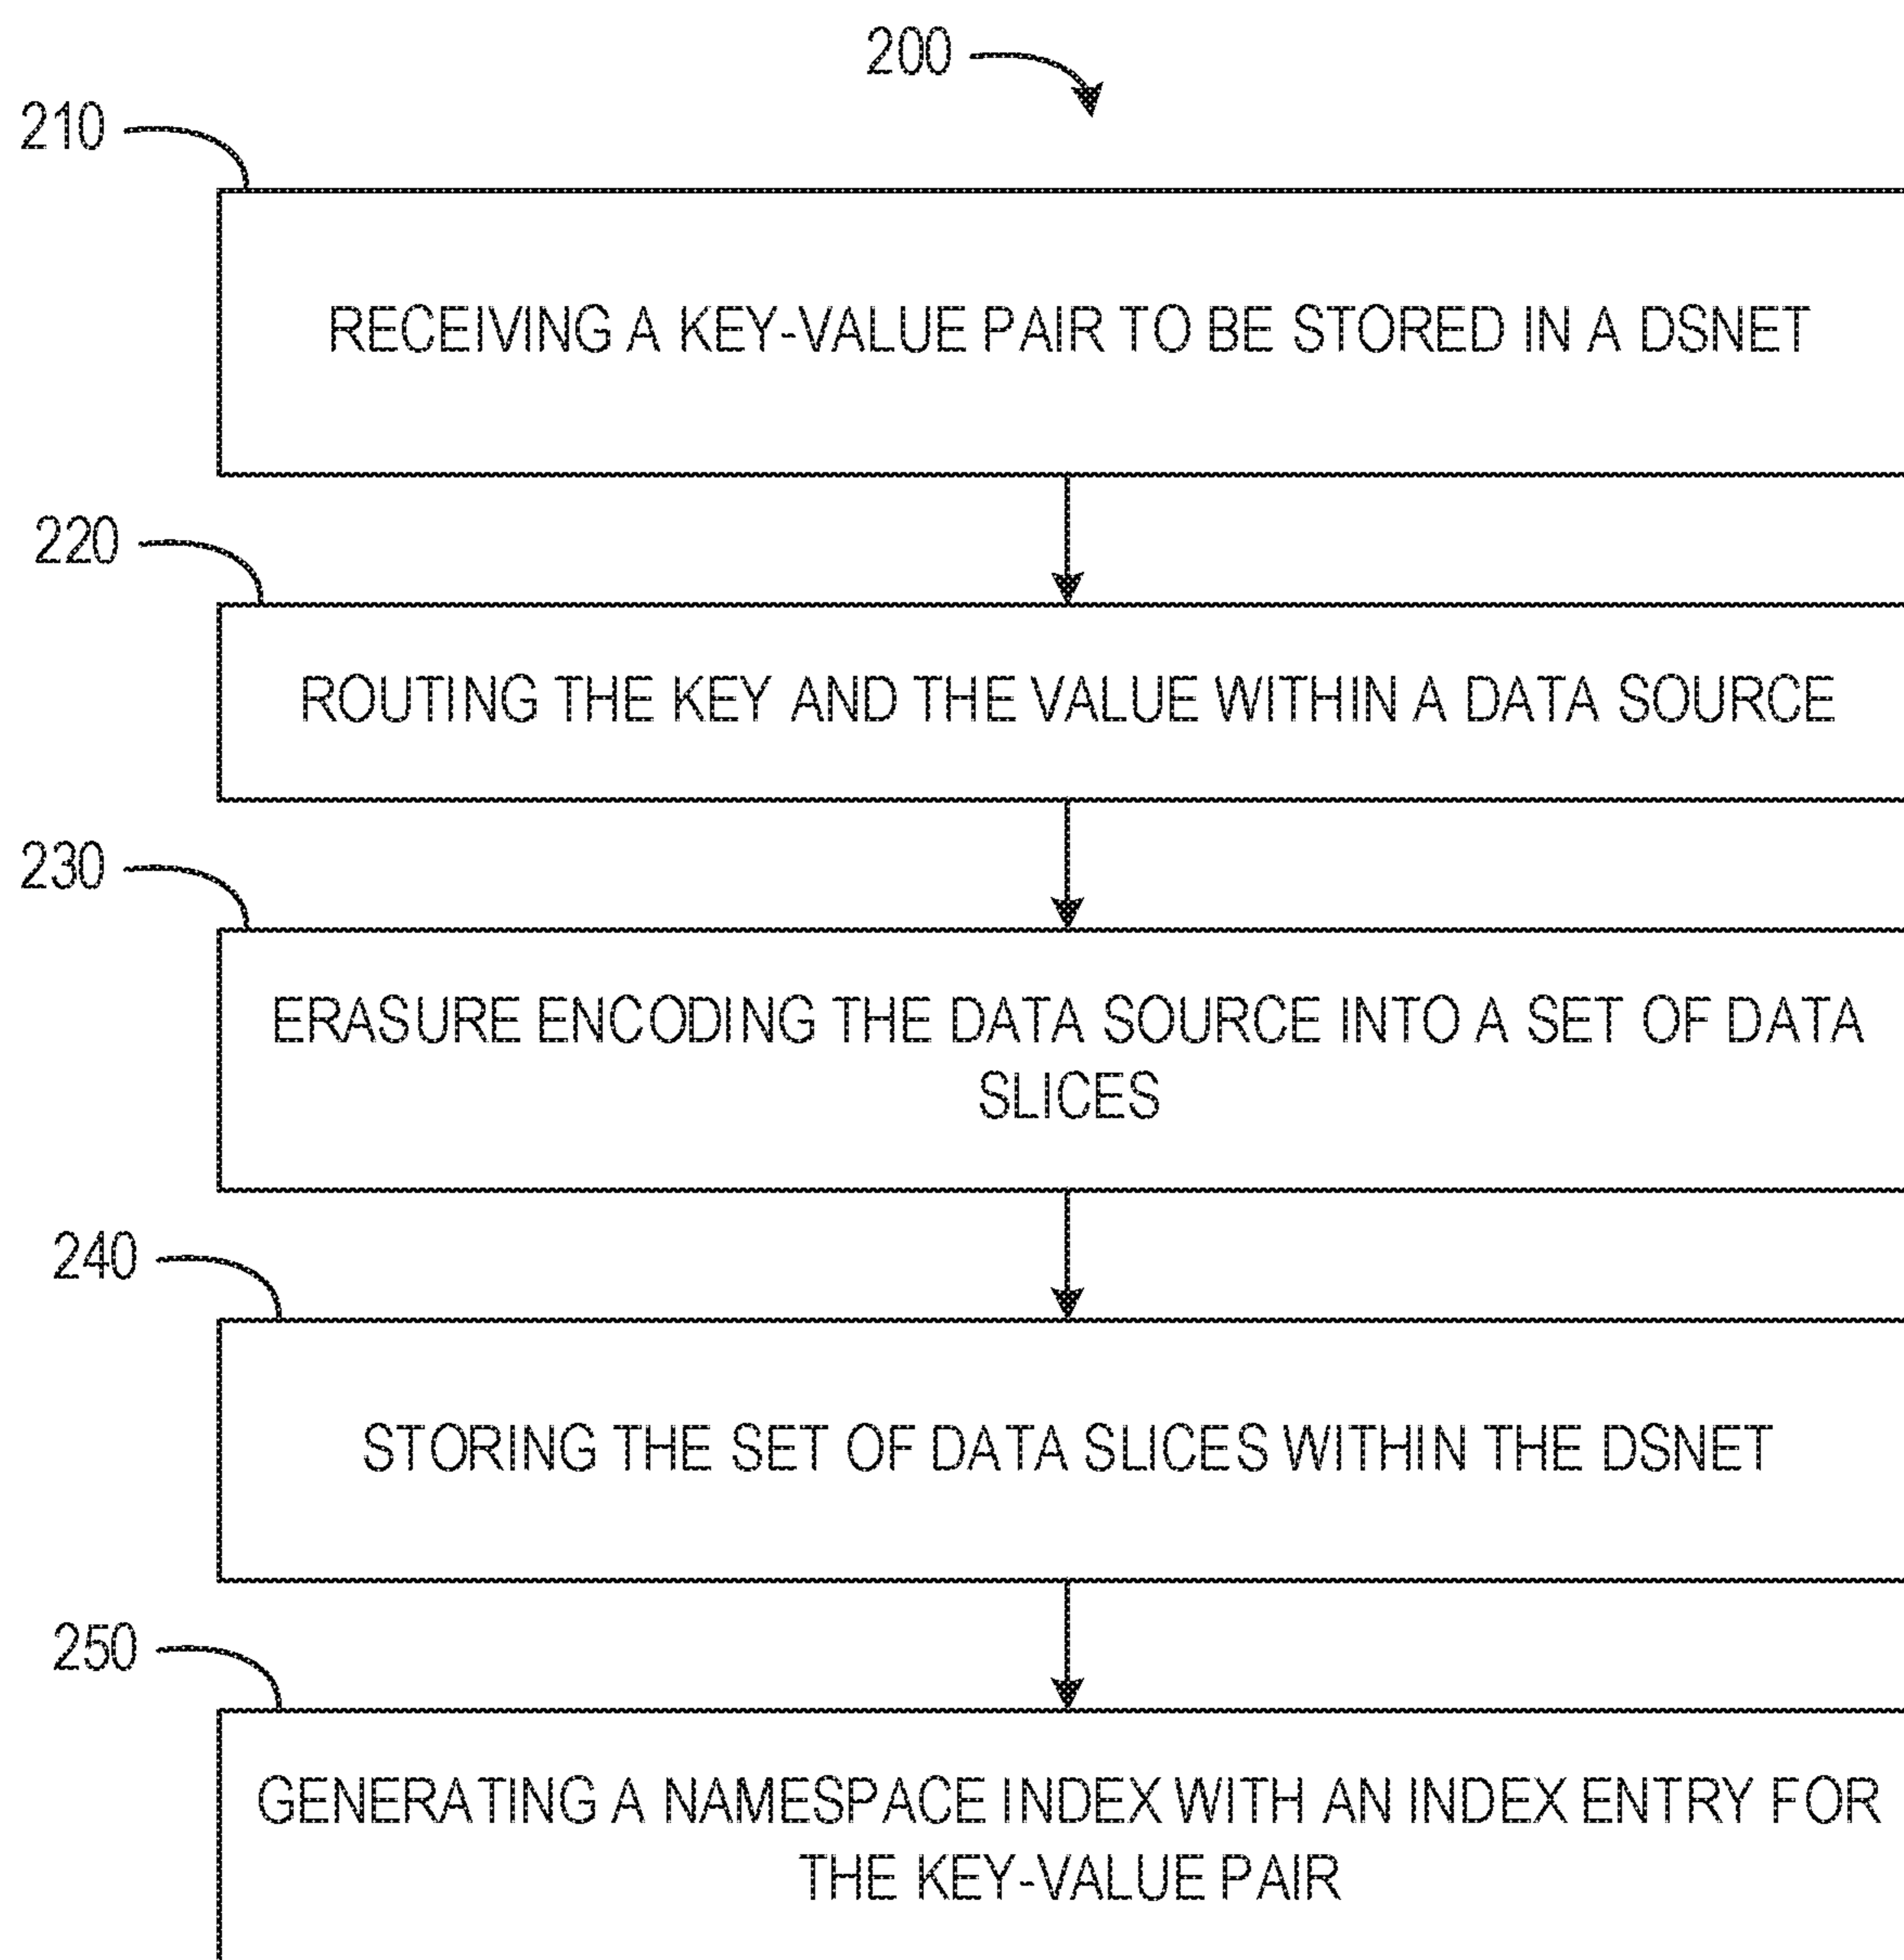 200
210
RECEIVING A KEY-VALUE PAIR TO BE STORED IN A DSNET
220
ROUTING THE KEY AND THE VALUE WITHIN A DATA SOURCE
230
ERASURE ENCODING THE DATA SOURCE INTO A SET OF DATA
SLICES
240
STORING THE SET OF DATA SLICES WITHIN THE DSNET
250
GENERATING A NAMESPACE INDEX WITH AN INDEX ENTRY FOR
THE KEY-VALUE PAIR